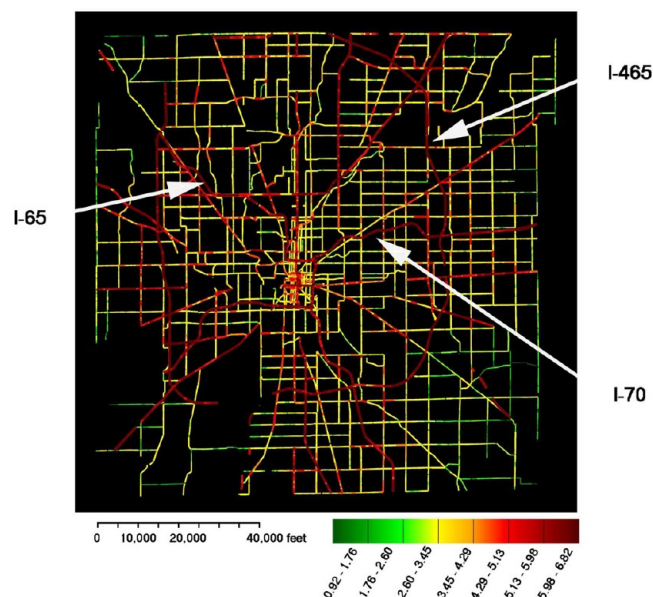 I-465
I-65
I-70
0 10,000 20,000 40,000 feet
0.92 - 1.76
1.76 - 2.60
2.60 - 3.45
3.45 - 4.29
4.29 - 5.13
5.13 - 5.98
5.98 - 6.82